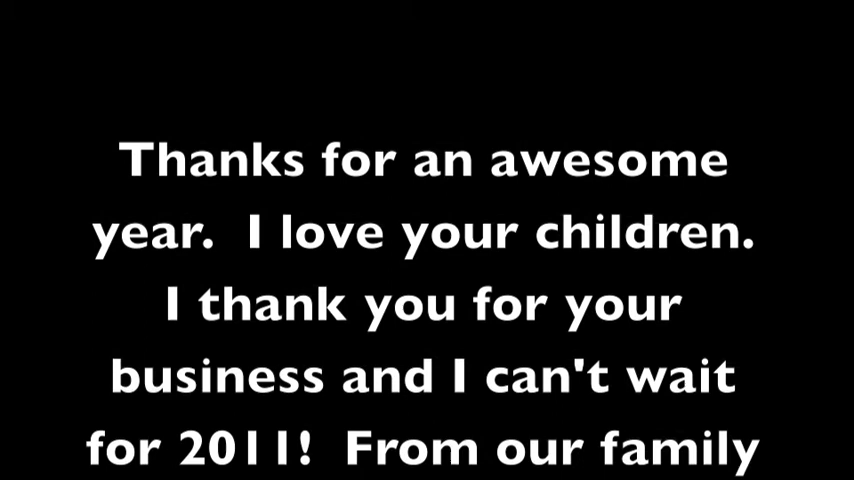 Thanks for an awesome
year.  I love your children.
I thank you for your
business and I can't wait
for 2011!  From our family